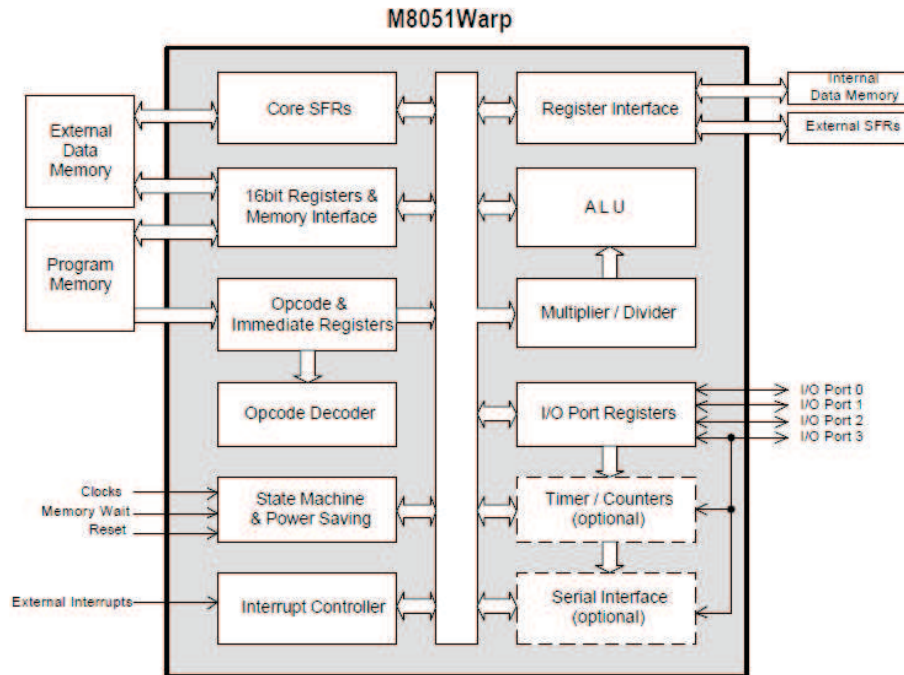 M8051Warp
External
Data
Memory
Program
Memory
Core SFRs
16bit Registers &
Memory Interface
Opcode &
Immediate Registers
Opcode Decoder
Clocks
Memory Wait
Reset
State Machine
& Power Saving
External Interrupts
Interrupt Controller
Register Interface
Internal
Data Memory
External SFRs
A L U
Multiplier / Divider
I/O Port Registers
I/O Port 0
I/O Port 1
I/O Port 2
I/O Port 3
Timer / Counters
(optional)
Serial Interface
(optional)